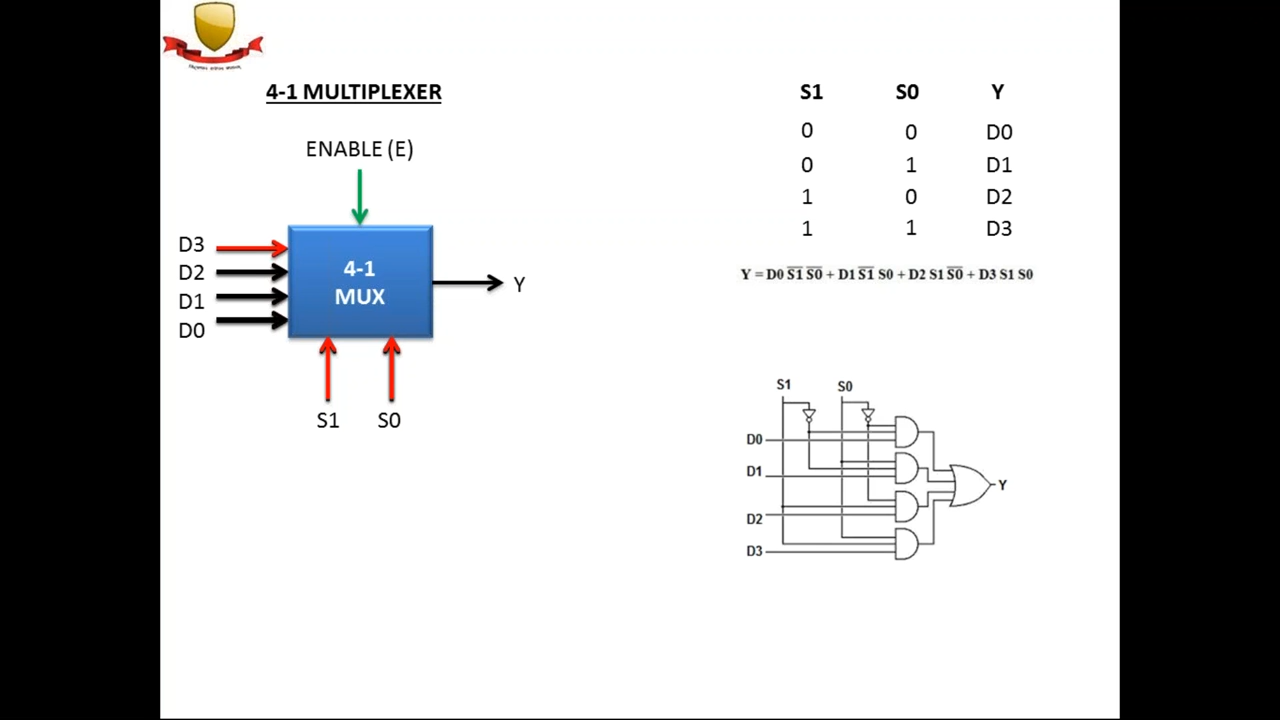 4-1 MULTIPLEXER
ENABLE (E)
D3
D2
D1
D0
4-1
MUX
Y
S1 S0
S1 S0 Y
0 0 D0
0 1 D1
1 0 D2
1 1 D3
Y = D0 S̅1̅ S̅0̅ + D1 S̅1̅ S0 + D2 S1 S̅0̅ + D3 S1 S0
S1 S0
D0
D1
D2
D3
Y